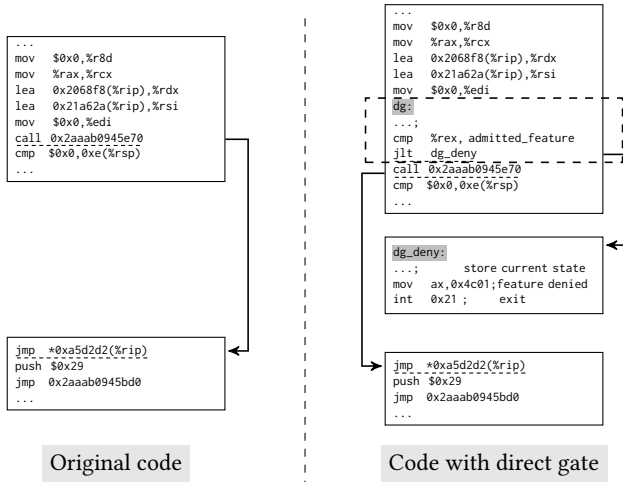 ...
mov $0x0,%r8d
mov %rax,%rcx
lea 0x2068f8(%rip),%rdx
lea 0x21a62a(%rip),%rsi
mov $0x0,%edi
call 0x2aaab0945e70
cmp $0x0,0xe(%rsp)
...
jmp *0xa5d2d2(%rip)
push $0x29
jmp 0x2aaab0945bd0
...
Original code
...
mov $0x0,%r8d
mov %rax,%rcx
lea 0x2068f8(%rip),%rdx
lea 0x21a62a(%rip),%rsi
mov $0x0,%edi
dg:
...;
cmp %rex, admitted_feature
jlt dg_deny
call 0x2aaab0945e70
cmp $0x0,0xe(%rsp)
...
dg_deny:
...; store current state
mov ax,0x4c01;feature denied
int 0x21 ; exit
jmp *0xa5d2d2(%rip)
push $0x29
jmp 0x2aaab0945bd0
...
Code with direct gate